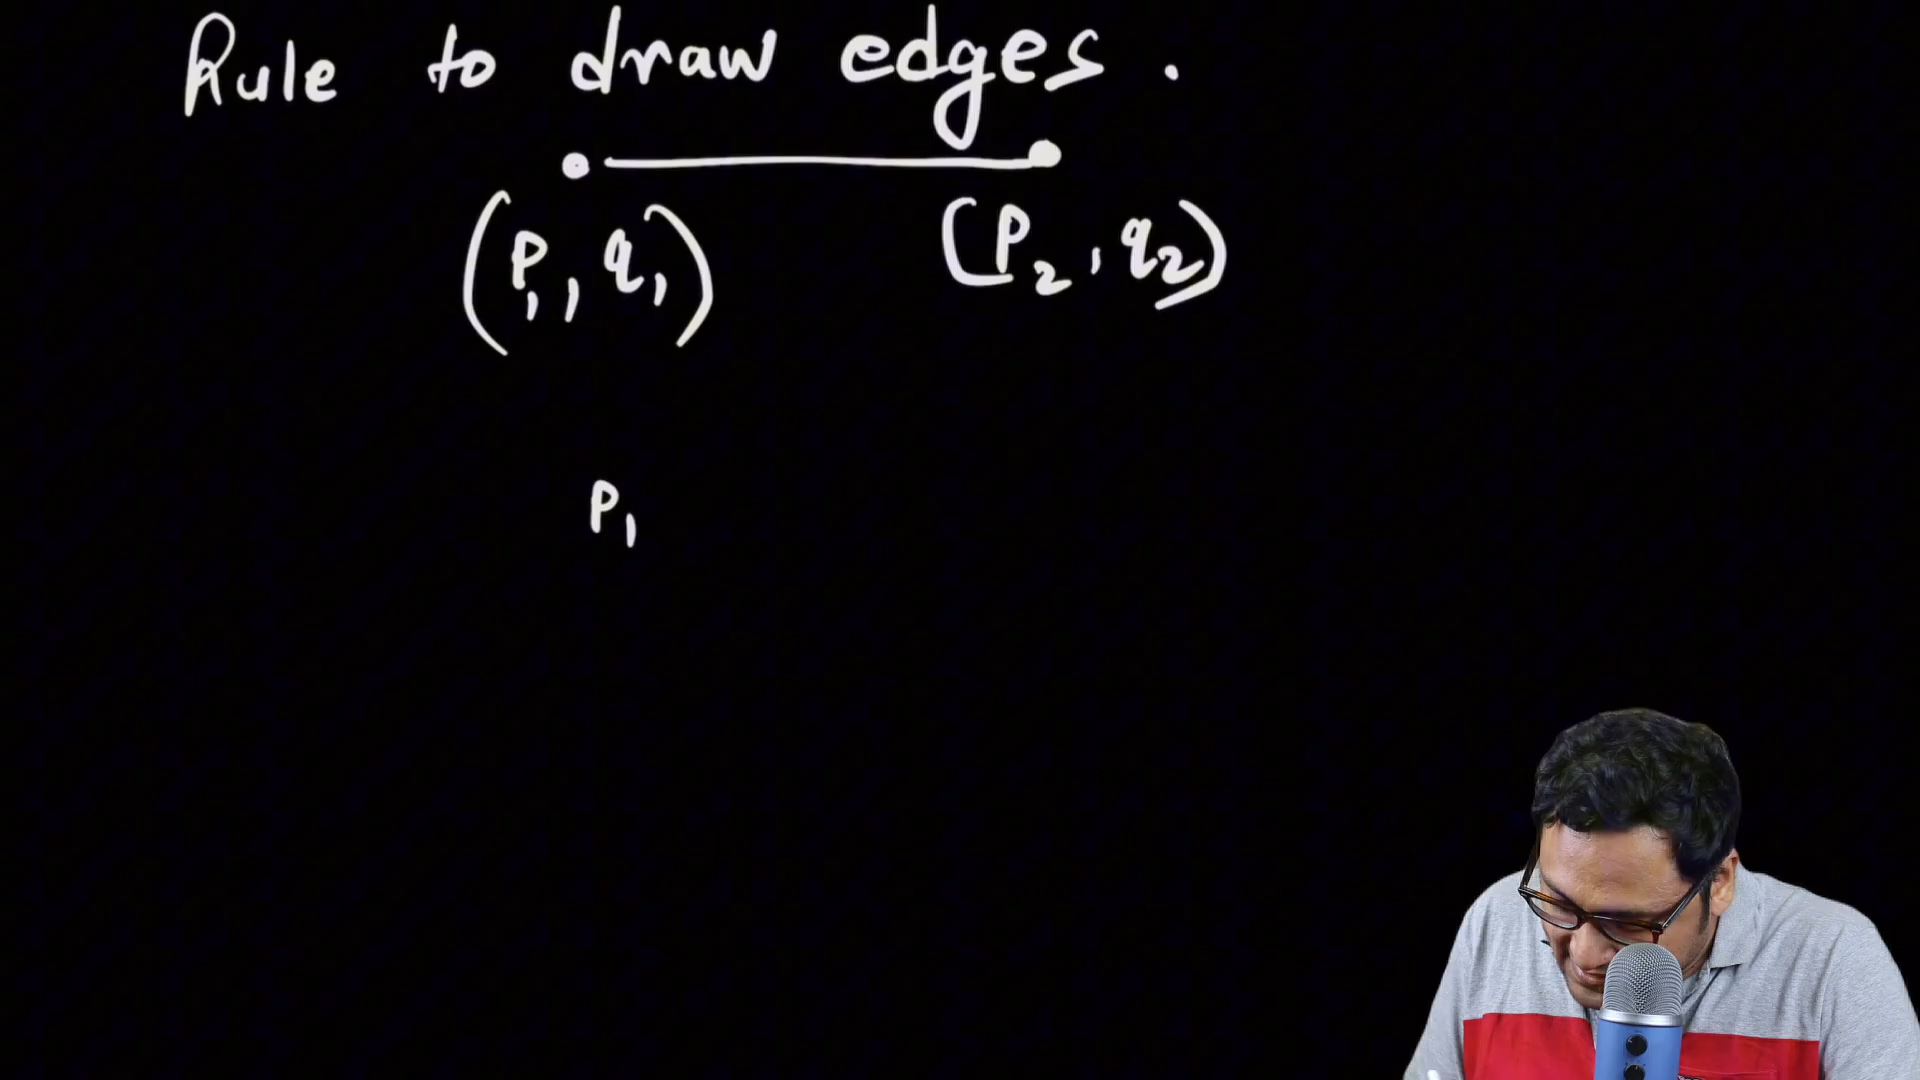 Rule to draw edges.
(P₁, q₁) (P₂, q₂)
P₁